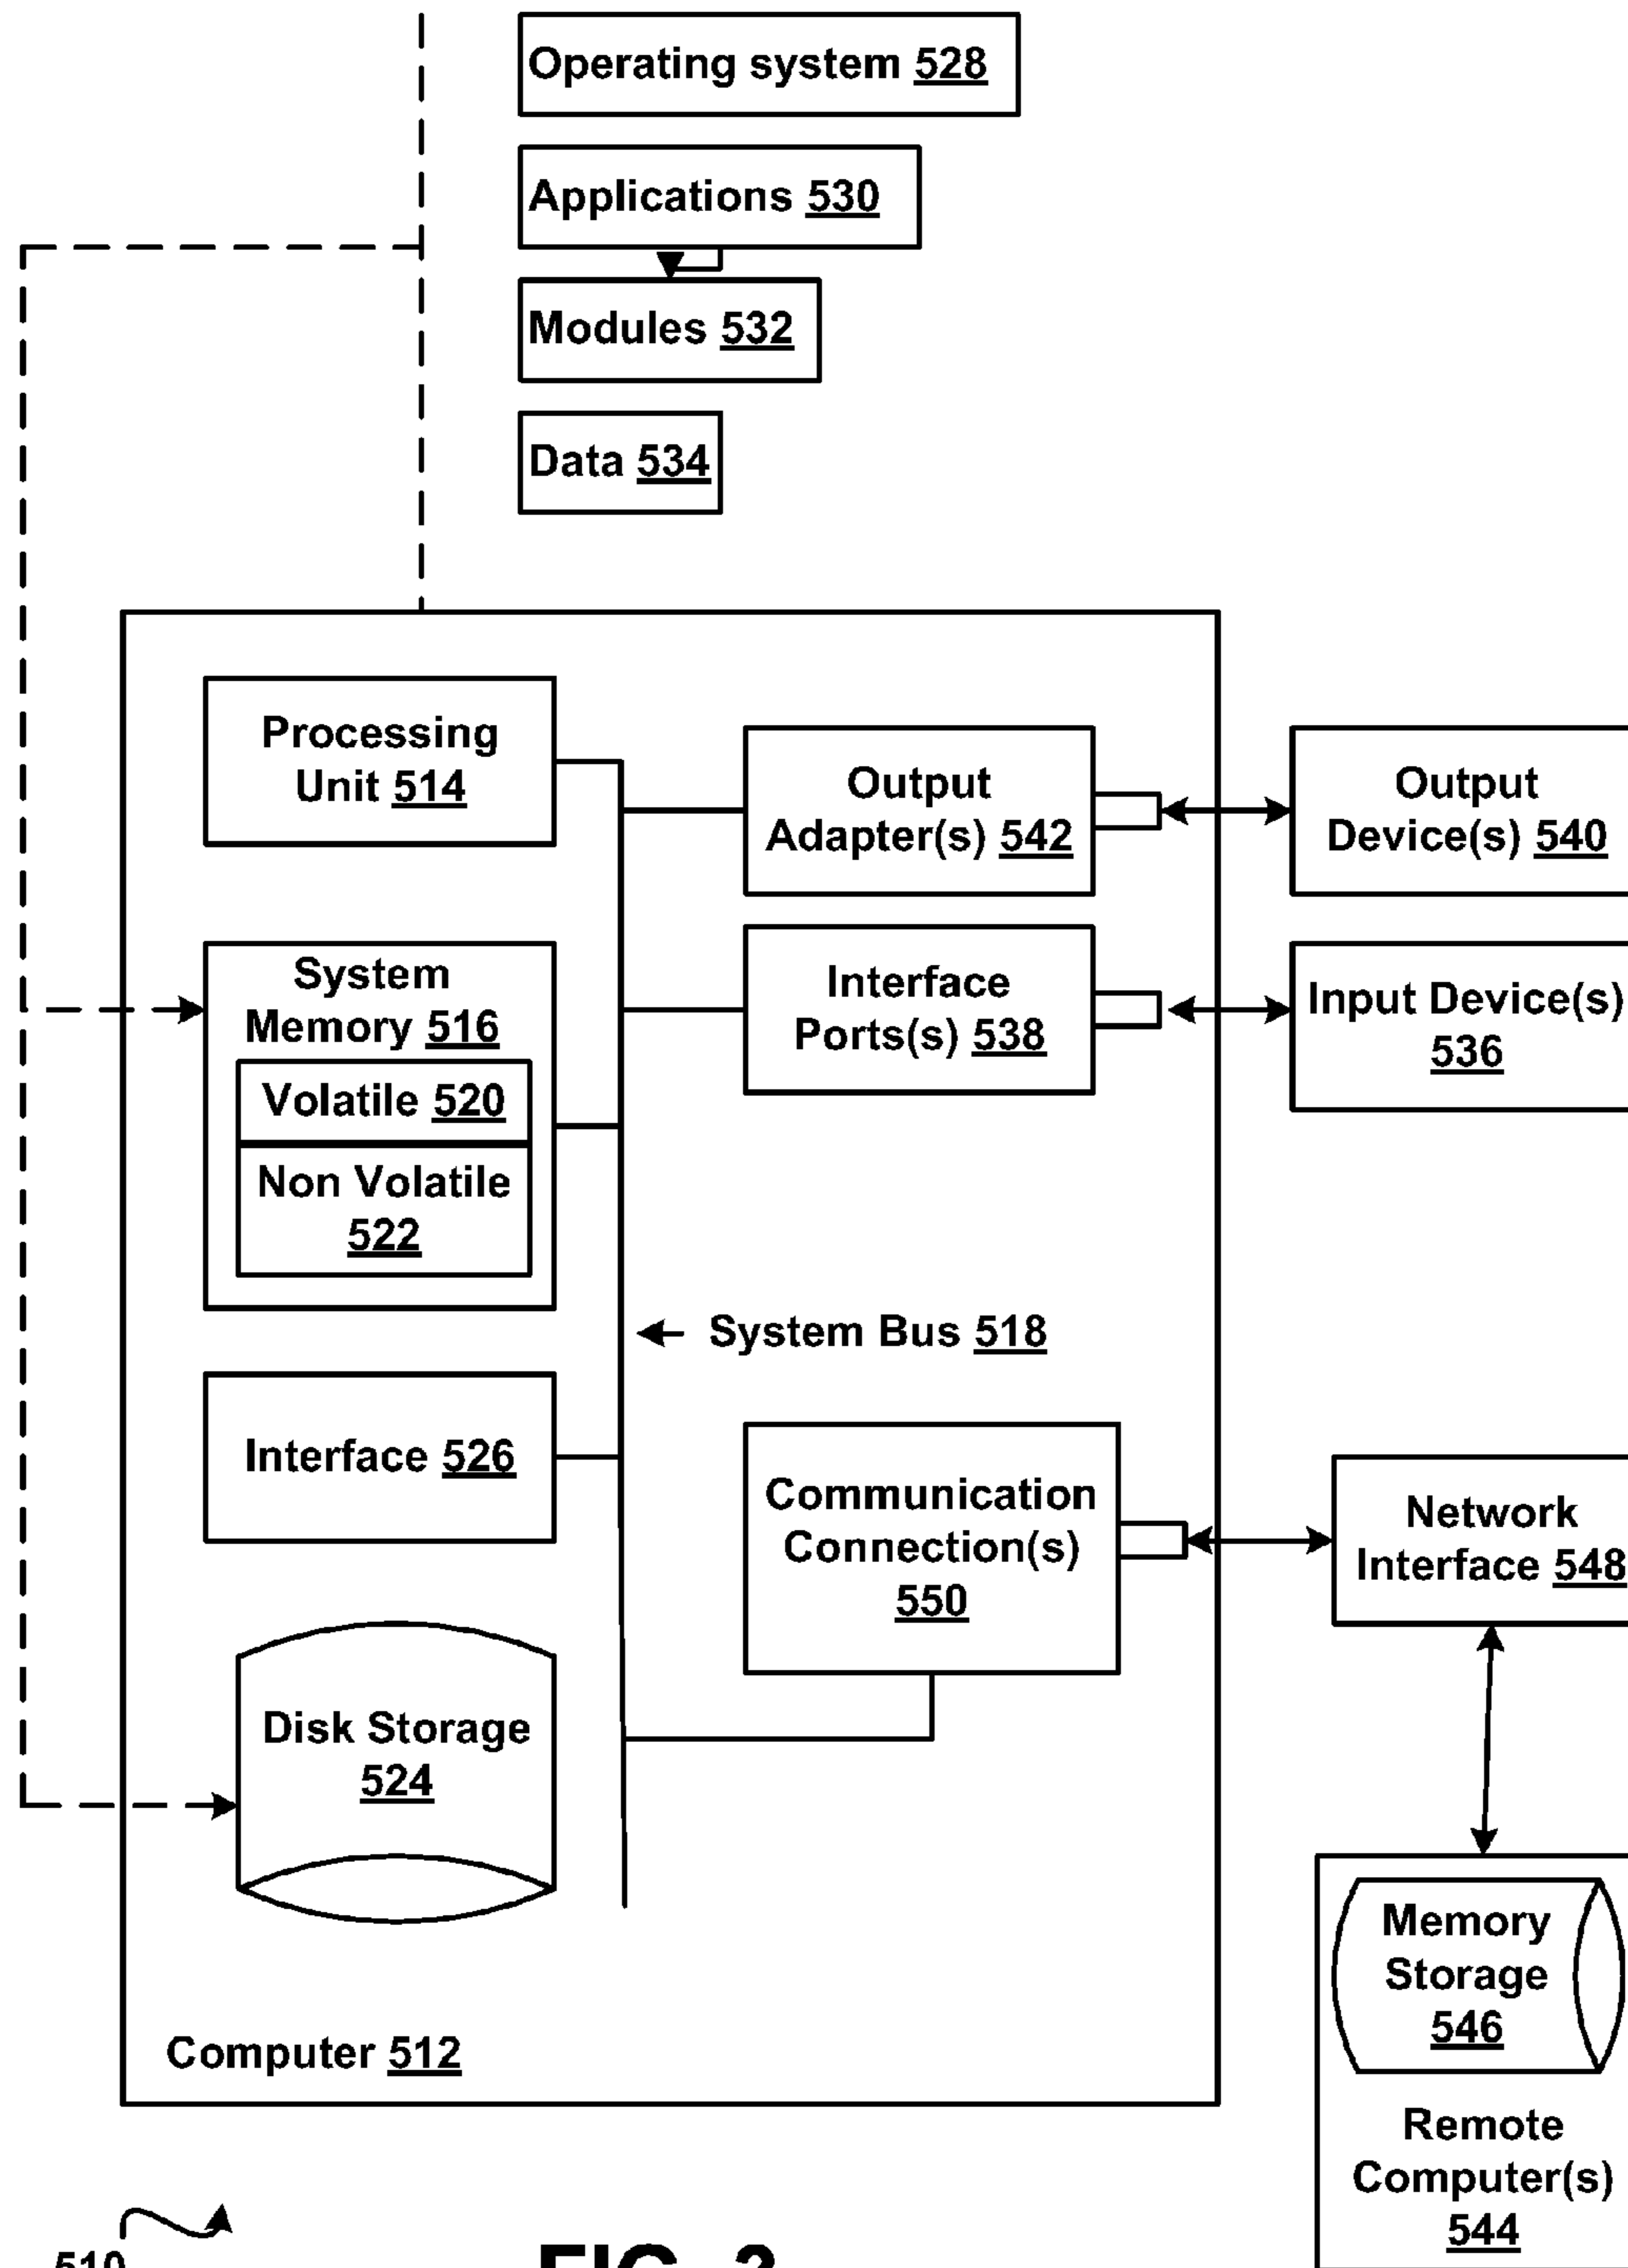 Operating system 528
Applications 530
Modules 532
Data 534
Processing
Unit 514
Output
Adapter(s) 542
Output
Device(s) 540
System
Memory 516
Volatile 520
Non Volatile
522
Interface
Ports(s) 538
Input Device(s)
536
System Bus 518
Interface 526
Communication
Connection(s)
550
Network
Interface 548
Disk Storage
524
Memory
Storage
546
Computer 512
Remote
Computer(s)
544
510